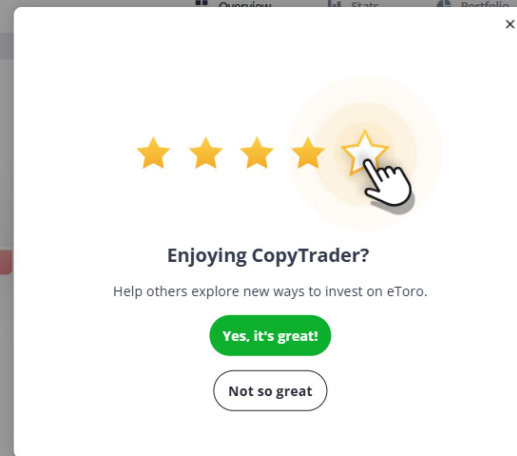 Overview Stats Portfolio
Enjoying CopyTrader?
Help others explore new ways to invest on eToro.
Yes, it's great!
Not so great